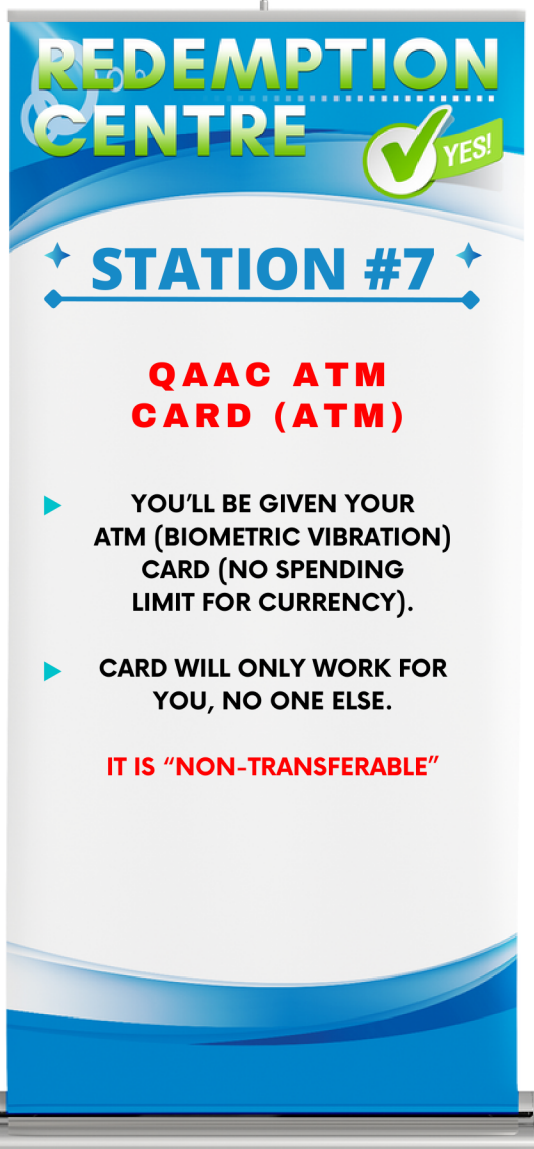 REDEMPTION
CENTRE
YES!
STATION #7
QAAC ATM
CARD (ATM)
YOU’LL BE GIVEN YOUR
ATM (BIOMETRIC VIBRATION)
CARD (NO SPENDING
LIMIT FOR CURRENCY).
CARD WILL ONLY WORK FOR
YOU, NO ONE ELSE.
IT IS “NON-TRANSFERABLE”